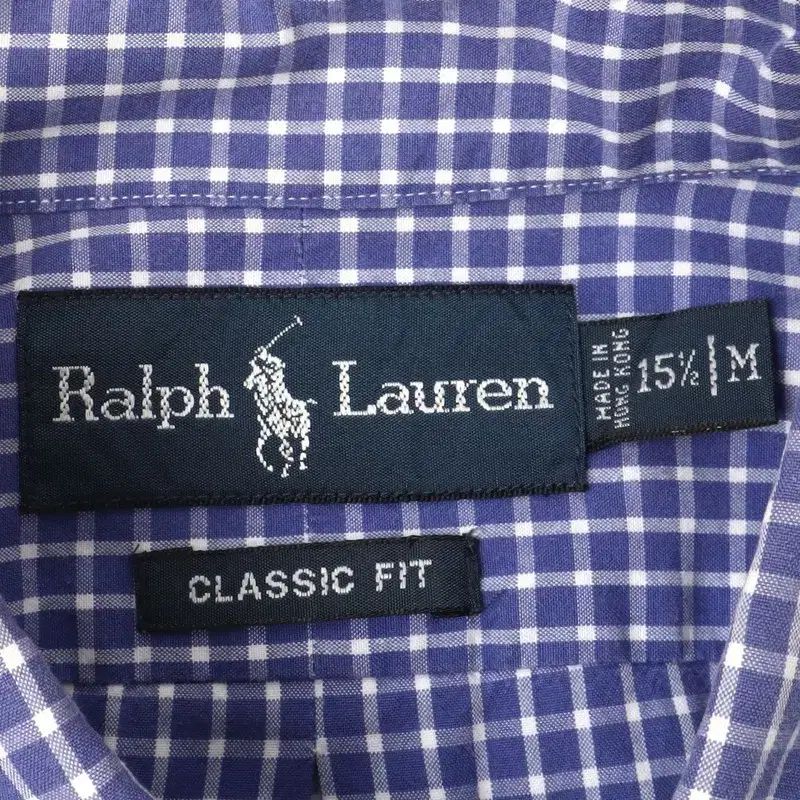 Ralph Lauren
MADE IN
HONG KONG
15½ | M
CLASSIC FIT